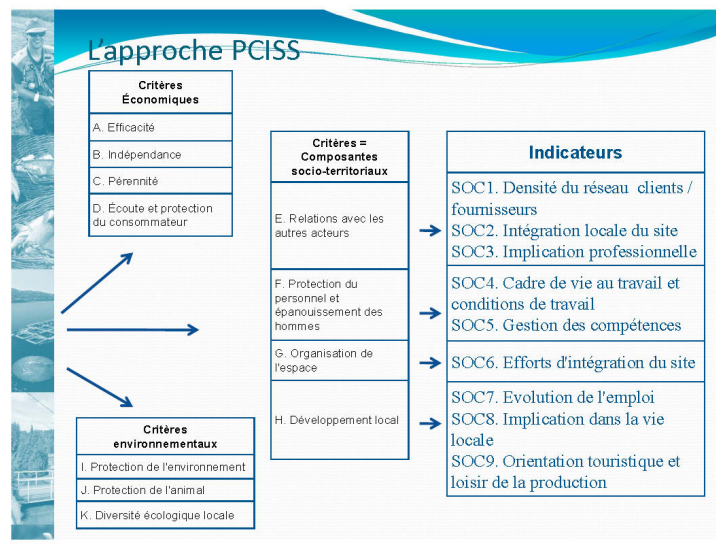 L'approche PCISS
Critères
Économiques
A. Efficacité
B. Indépendance
C. Pérennité
D. Écoute et protection
du consommateur
Critères =
Composantes
socio-territoriaux
E. Relations avec les
autres acteurs
F. Protection du
personnel et
épanouissement des
hommes
G. Organisation de
l'espace
H. Développement local
Indicateurs
SOC1. Densité du réseau clients /
fournisseurs
SOC2. Intégration locale du site
SOC3. Implication professionnelle
SOC4. Cadre de vie au travail et
conditions de travail
SOC5. Gestion des compétences
SOC6. Efforts d'intégration du site
SOC7. Evolution de l'emploi
SOC8. Implication dans la vie
locale
SOC9. Orientation touristique et
loisir de la production
Critères
environnementaux
I. Protection de l'environnement
J. Protection de l'animal
K. Diversité écologique locale